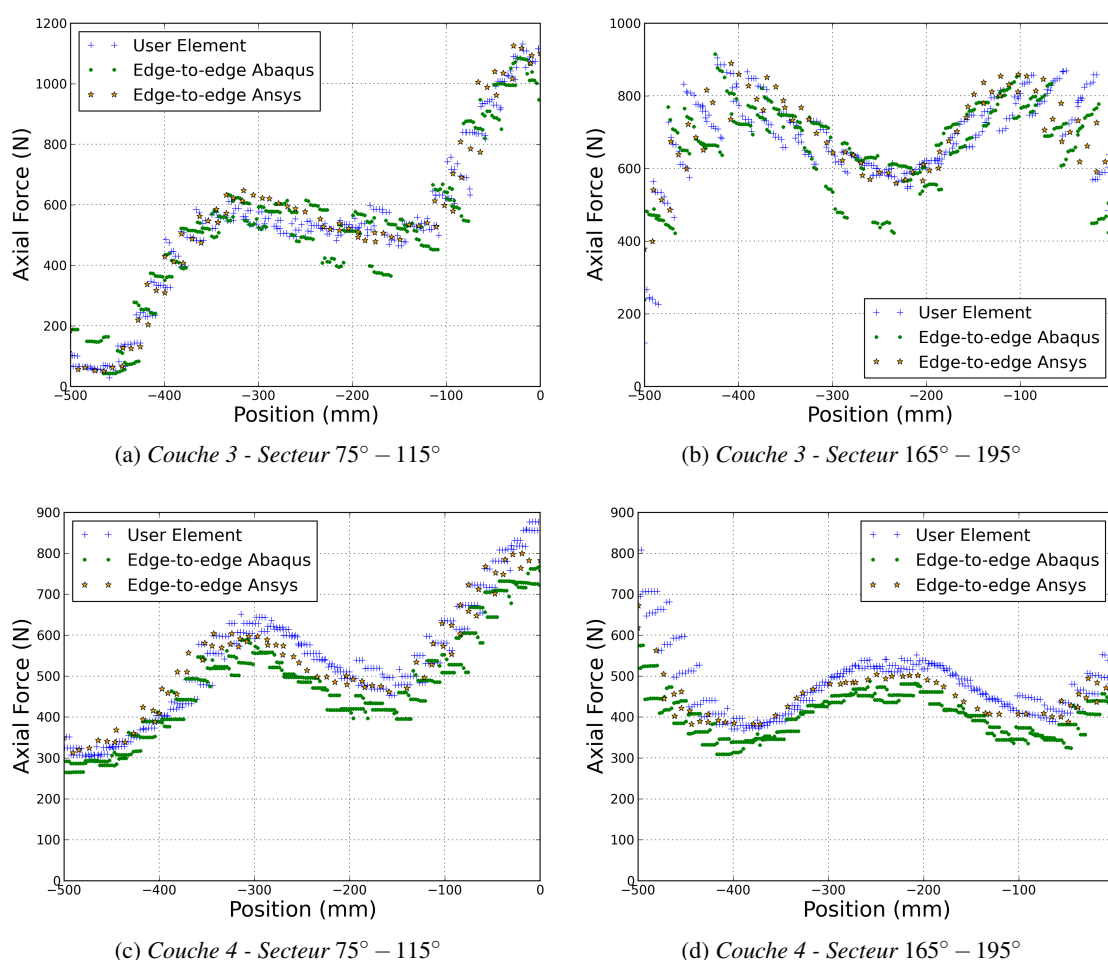 1200
1000
800
600
400
200
0
Axial Force (N)
User Element
Edge-to-edge Abaqus
Edge-to-edge Ansys
−500 −400 −300 −200 −100 0
Position (mm)
(a) Couche 3 - Secteur 75° − 115°
1000
800
600
400
200
0
Axial Force (N)
User Element
Edge-to-edge Abaqus
Edge-to-edge Ansys
−500 −400 −300 −200 −100
Position (mm)
(b) Couche 3 - Secteur 165° − 195°
900
800
700
600
500
400
300
200
100
0
Axial Force (N)
User Element
Edge-to-edge Abaqus
Edge-to-edge Ansys
−500 −400 −300 −200 −100 0
Position (mm)
(c) Couche 4 - Secteur 75° − 115°
900
800
700
600
500
400
300
200
100
0
Axial Force (N)
User Element
Edge-to-edge Abaqus
Edge-to-edge Ansys
−500 −400 −300 −200 −100
Position (mm)
(d) Couche 4 - Secteur 165° − 195°